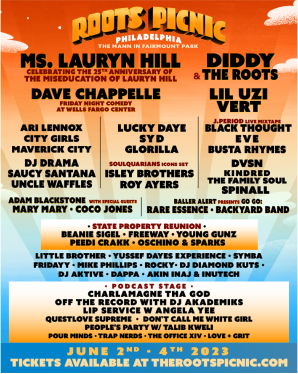 ROOTS PICNIC
PHILADELPHIA
THE MANN IN FAIRMOUNT PARK
MS. LAURYN HILL
CELEBRATING THE 25TH ANNIVERSARY OF
THE MISEDUCATION OF LAURYN HILL
DIDDY
& THE ROOTS
DAVE CHAPPELLE
FRIDAY NIGHT COMEDY
AT WELLS FARGO CENTER
LIL UZI
VERT
ARI LENNOX
CITY GIRLS
MAVERICK CITY
LUCKY DAYE
SYD
GLORILLA
J.PERIOD LIVE MIXTAPE
BLACK THOUGHT
EVE
BUSTA RHYMES
DJ DRAMA
SAUCY SANTANA
UNCLE WAFFLES
SOULQUARIANS ICONS SET
ISLEY BROTHERS
ROY AYERS
DVSN
KINDRED
THE FAMILY SOUL
SPINALL
ADAM BLACKSTONE WITH SPECIAL GUESTS
MARY MARY • COCO JONES
BALLER ALERT PRESENTS GO GO:
RARE ESSENCE • BACKYARD BAND
• STATE PROPERTY REUNION •
BEANIE SIGEL • FREEWAY • YOUNG GUNZ
PEEDI CRAKK • OSCHINO & SPARKS
LITTLE BROTHER • YUSSEF DAYES EXPERIENCE • SYMBA
FRIDAYY • MIKE PHILLIPS • ROCKY • DJ DIAMOND KUTS •
DJ AKTIVE • DAPPA • AKIN INAJ & INUTECH
• PODCAST STAGE •
CHARLAMAGNE THA GOD
OFF THE RECORD WITH DJ AKADEMIKS
LIP SERVICE W ANGELA YEE
QUESTLOVE SUPREME • DON'T CALL ME WHITE GIRL
PEOPLE'S PARTY W/ TALIB KWELI
POUR MINDS • TRAP NERDS • THE OFFICE XIV • LOVE + GRIT
JUNE 2ND - 4TH 2023
TICKETS AVAILABLE AT THEROOTSPICNIC.COM